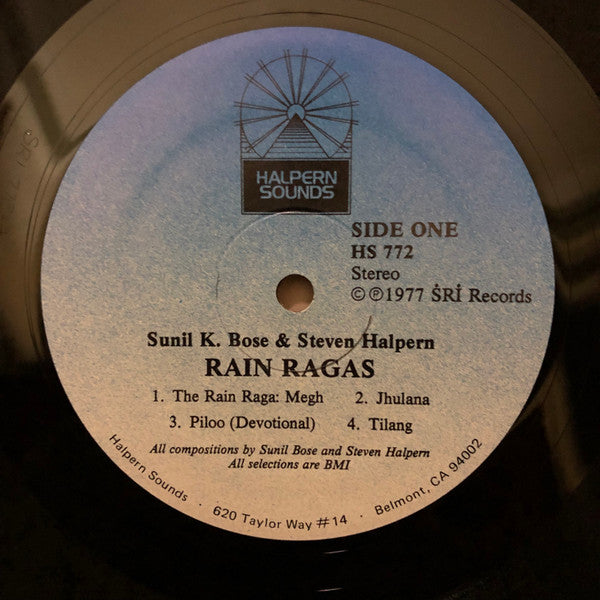 HALPERN
SOUNDS
SIDE ONE
HS 772
Stereo
©℗1977 ṠRİ Records
Sunil K. Bose & Steven Halpern
RAIN RAGAS
1. The Rain Raga: Megh 2. Jhulana
3. Piloo (Devotional) 4. Tilang
All compositions by Sunil Bose and Steven Halpern
All selections are BMI
Halpern Sounds · 620 Taylor Way #14 · Belmont, CA 94002